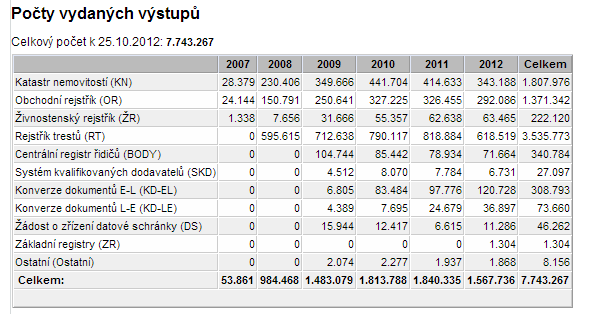 Počty vydaných výstupů
Celkový počet k 25.10.2012: 7.743.267
2007 2008 2009 2010 2011 2012 Celkem
Katastr nemovitostí (KN) 28.379 230.406 349.666 441.704 414.633 343.188 1.807.976
Obchodní rejstřík (OR) 24.144 150.791 250.641 327.225 326.455 292.086 1.371.342
Živnostenský rejstřík (ŽR) 1.338 7.656 31.666 55.357 62.638 63.465 222.120
Rejstřík trestů (RT) 0 595.615 712.638 790.117 818.884 618.519 3.535.773
Centrální registr řidičů (BODY) 0 0 104.744 85.442 78.934 71.664 340.784
Systém kvalifikovaných dodavatelů (SKD) 0 0 4.512 8.070 7.784 6.731 27.097
Konverze dokumentů E-L (KD-EL) 0 0 6.805 83.484 97.776 120.728 308.793
Konverze dokumentů L-E (KD-LE) 0 0 4.389 7.695 24.679 36.897 73.660
Žádost o zřízení datové schránky (DS) 0 0 15.944 12.417 6.615 11.286 46.262
Základní registry (ZR) 0 0 0 0 0 1.304 1.304
Ostatní (Ostatní) 0 0 2.074 2.277 1.937 1.868 8.156
Celkem: 53.861 984.468 1.483.079 1.813.788 1.840.335 1.567.736 7.743.267